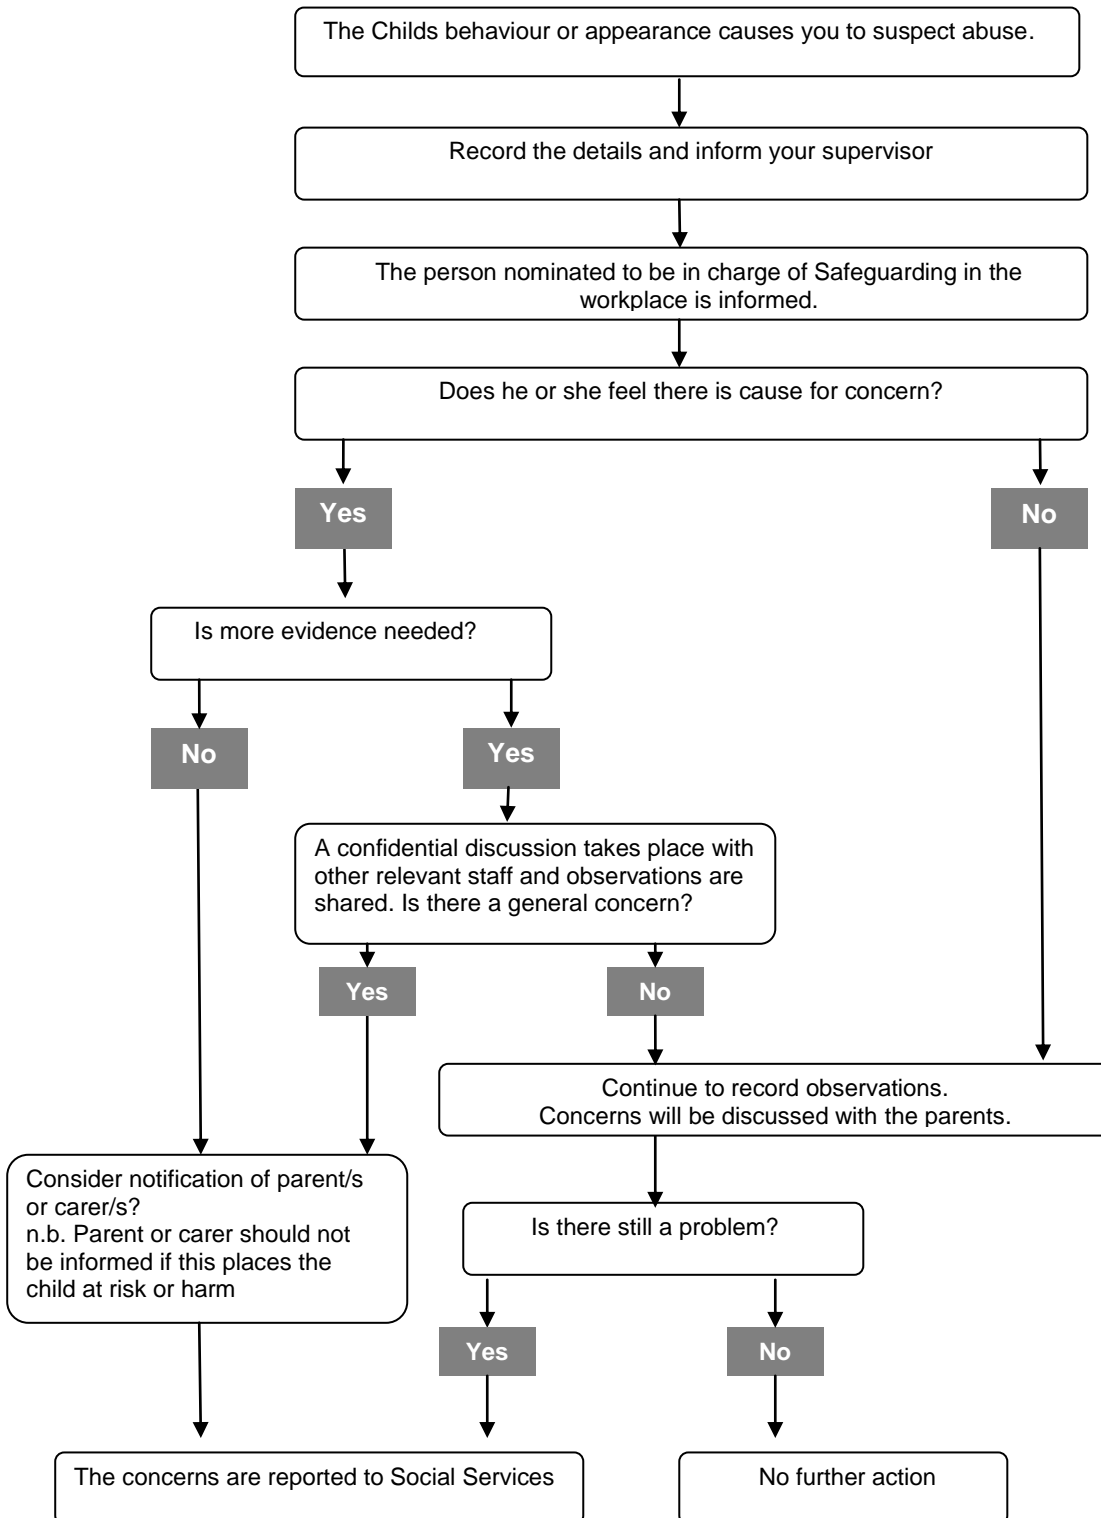 The Childs behaviour or appearance causes you to suspect abuse.
Record the details and inform your supervisor
The person nominated to be in charge of Safeguarding in the
workplace is informed.
Does he or she feel there is cause for concern?
Yes
No
Is more evidence needed?
No
Yes
A confidential discussion takes place with
other relevant staff and observations are
shared. Is there a general concern?
Yes
No
Continue to record observations.
Concerns will be discussed with the parents.
Consider notification of parent/s
or carer/s?
n.b. Parent or carer should not
be informed if this places the
child at risk or harm
Is there still a problem?
Yes
No
The concerns are reported to Social Services
No further action